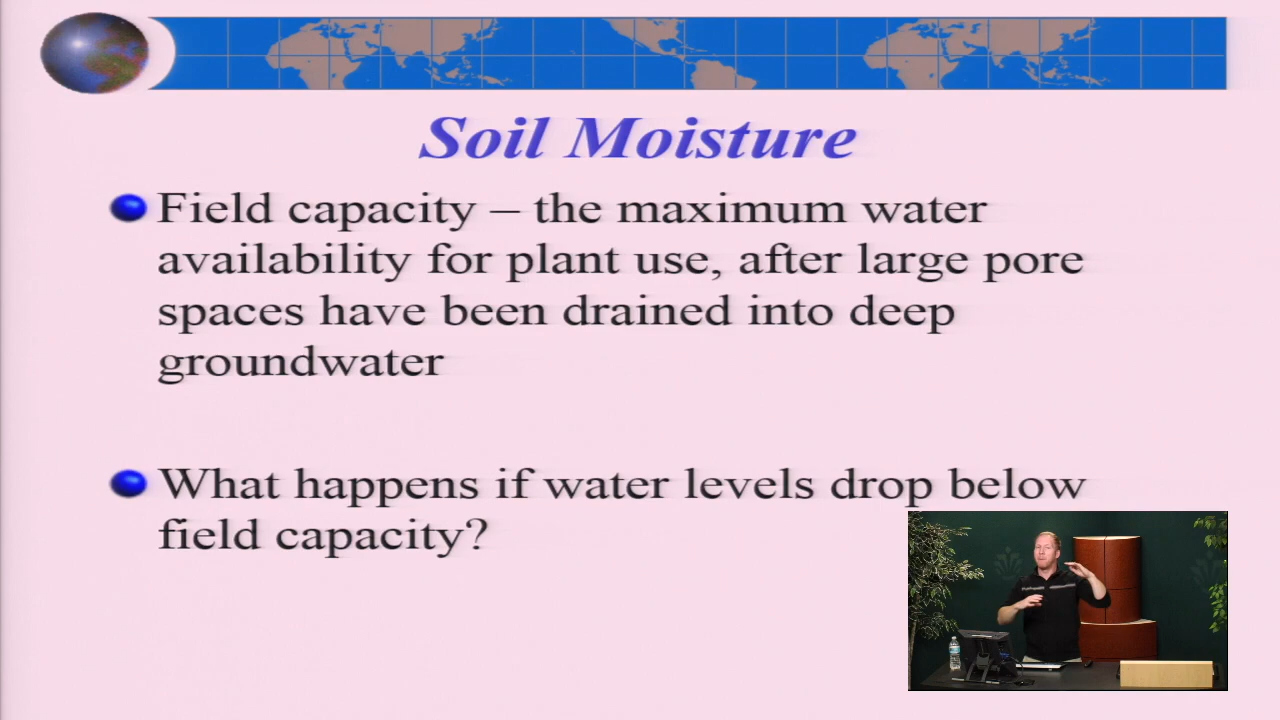 Soil Moisture
Field capacity – the maximum water
availability for plant use, after large pore
spaces have been drained into deep
groundwater
What happens if water levels drop below
field capacity?